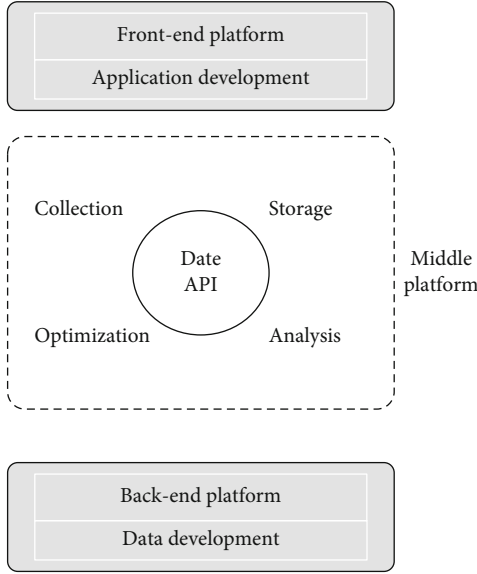 Front-end platform
Application development
Collection
Storage
Date
API
Middle
platform
Optimization
Analysis
Back-end platform
Data development